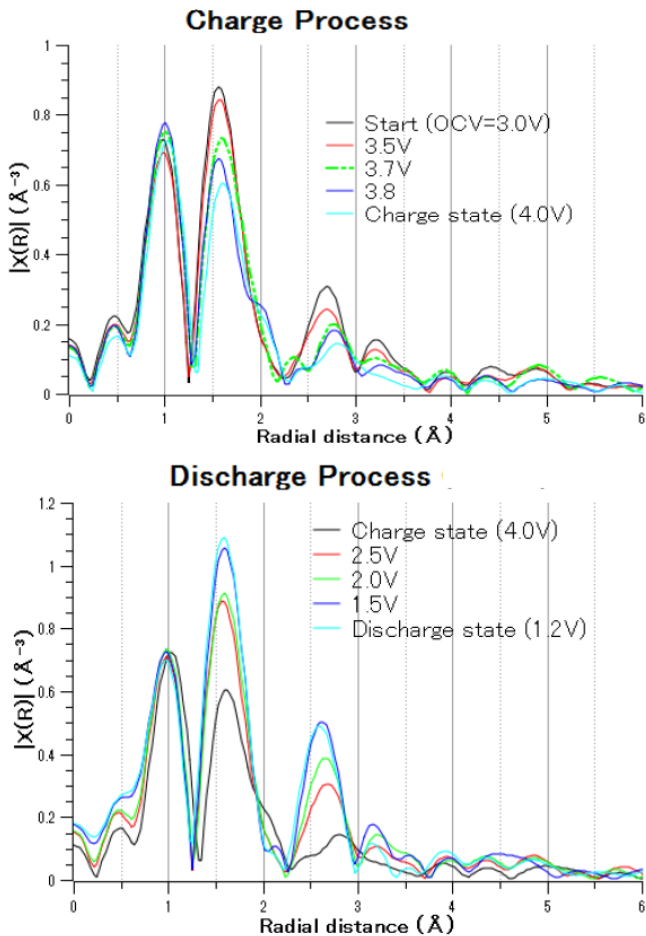 Charge Process
1
0.8
0.6
0.4
0.2
0
|X(R)| (Å⁻³)
Start (OCV=3.0V)
3.5V
3.7V
3.8
Charge state (4.0V)
0 1 2 3 4 5 6
Radial distance (Å)
Discharge Process
1.2
1
0.8
0.6
0.4
0.2
0
|X(R)| (Å⁻³)
Charge state (4.0V)
2.5V
2.0V
1.5V
Discharge state (1.2V)
0 1 2 3 4 5 6
Radial distance (Å)